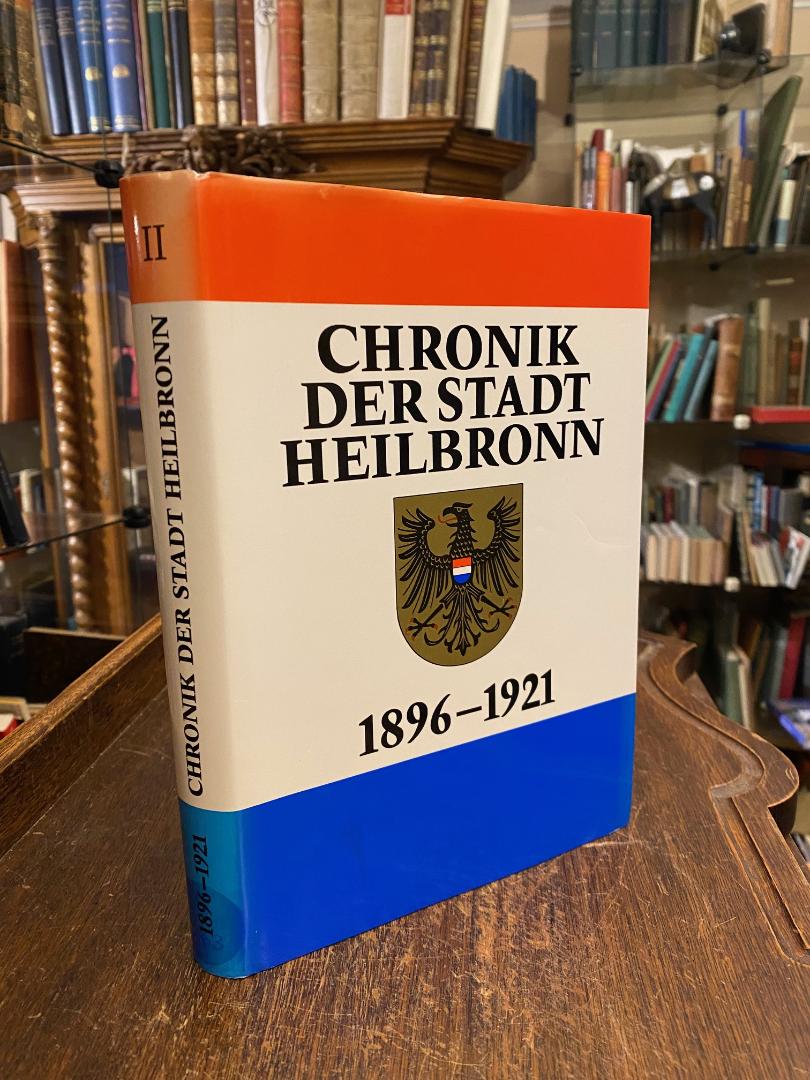 II
CHRONIK DER STADT HEILBRONN
1896–1921
CHRONIK
DER STADT
HEILBRONN
1896–1921